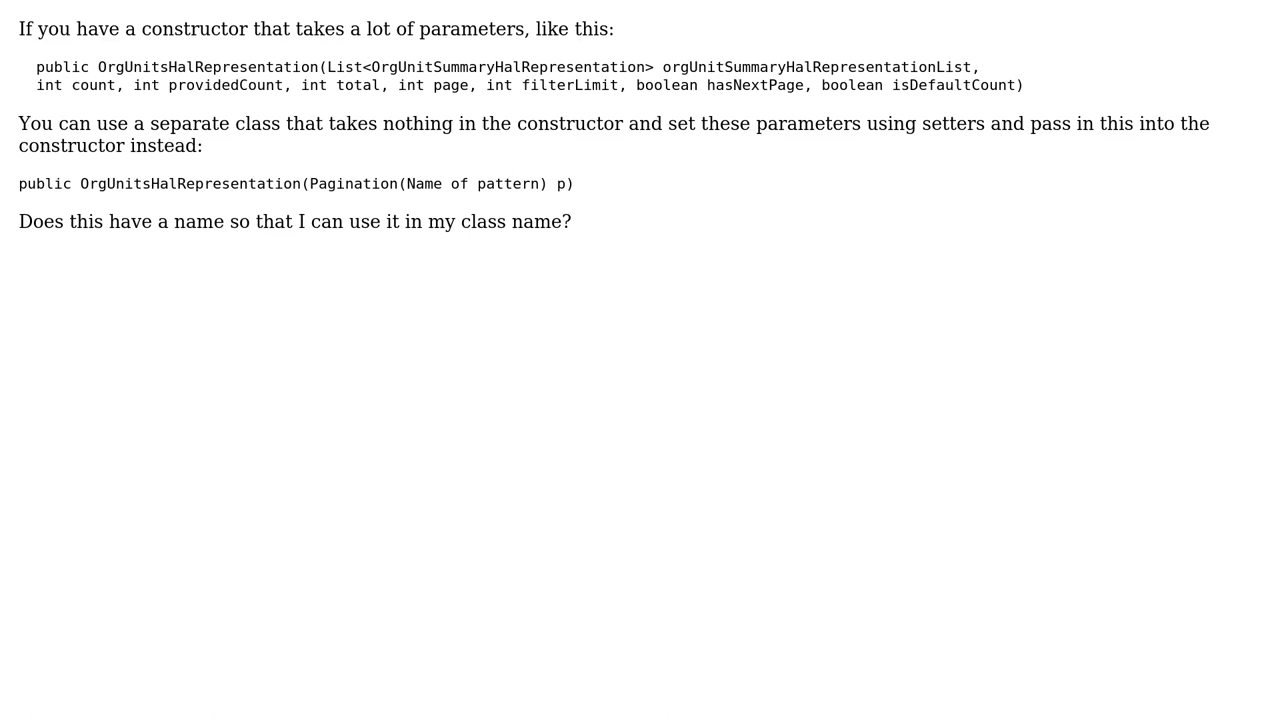 If you have a constructor that takes a lot of parameters, like this:
public OrgUnitsHalRepresentation(List<OrgUnitSummaryHalRepresentation> orgUnitSummaryHalRepresentationList,
int count, int providedCount, int total, int page, int filterLimit, boolean hasNextPage, boolean isDefaultCount)
You can use a separate class that takes nothing in the constructor and set these parameters using setters and pass in this into the
constructor instead:
public OrgUnitsHalRepresentation(Pagination(Name of pattern) p)
Does this have a name so that I can use it in my class name?